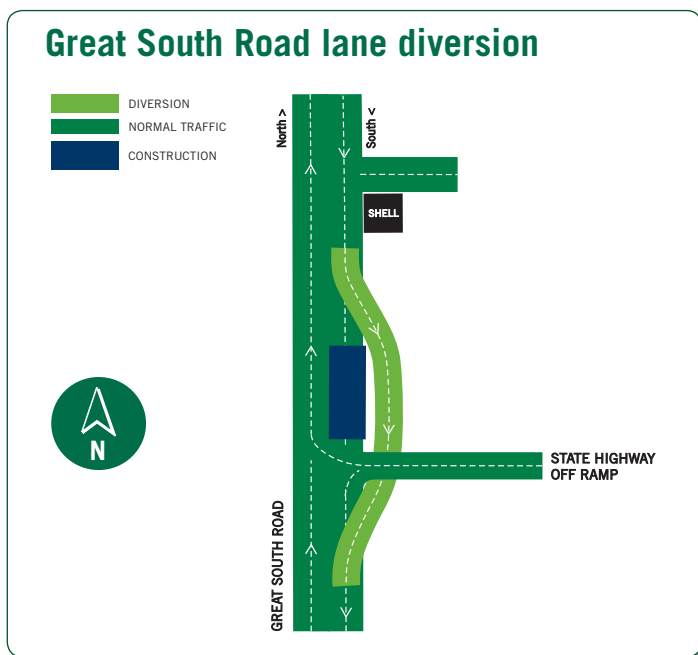 Great South Road lane diversion
DIVERSION
NORMAL TRAFFIC
CONSTRUCTION
North >
South <
SHELL
N
STATE HIGHWAY
OFF RAMP
GREAT SOUTH ROAD